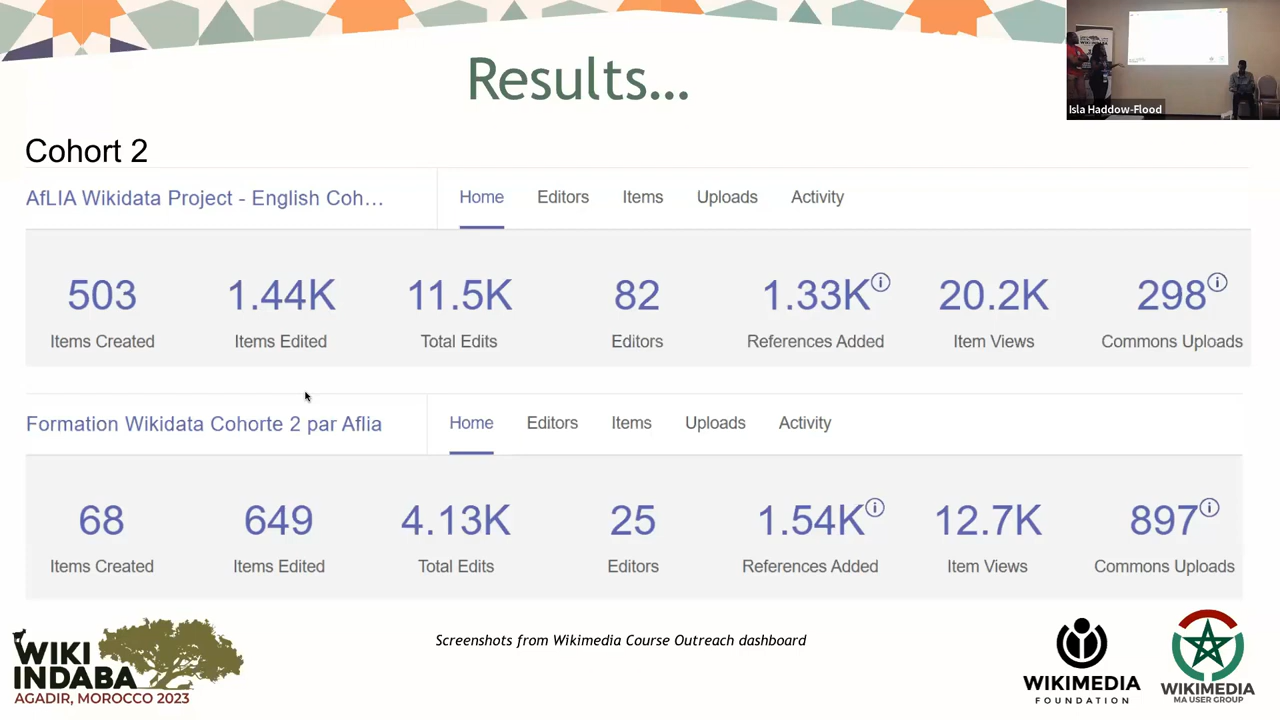 Results…
Isla Haddow-Flood
Cohort 2
AfLIA Wikidata Project - English Coh…
Home Editors Items Uploads Activity
503 1.44K 11.5K 82 1.33K 20.2K 298
Items Created Items Edited Total Edits Editors References Added Item Views Commons Uploads
Formation Wikidata Cohorte 2 par Aflia
Home Editors Items Uploads Activity
68 649 4.13K 25 1.54K 12.7K 897
Items Created Items Edited Total Edits Editors References Added Item Views Commons Uploads
Screenshots from Wikimedia Course Outreach dashboard
WIKI
INDABA
AGADIR, MOROCCO 2023
WIKIMEDIA
FOUNDATION
WIKIMEDIA
MA USER GROUP